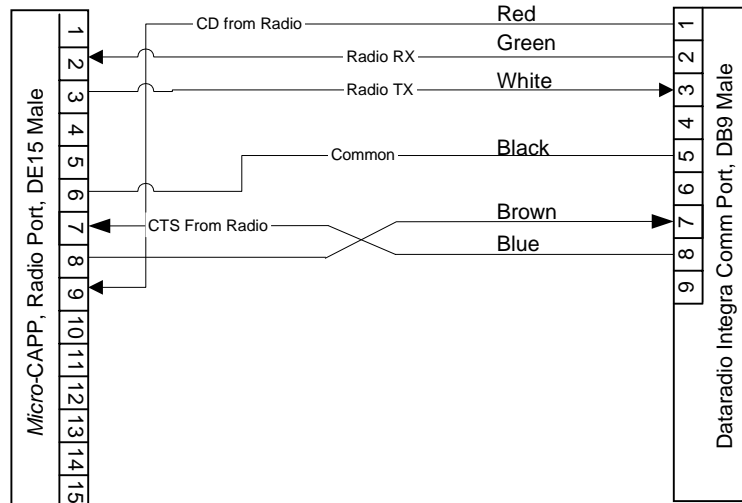 Micro-CAPP, Radio Port, DE15 Male
1
2
3
4
5
6
7
8
9
10
11
12
13
14
15
CD from Radio
Red
Radio RX
Green
Radio TX
White
Common
Black
Brown
CTS From Radio
Blue
1
2
3
4
5
6
7
8
9
Dataradio Integra Comm Port, DB9 Male